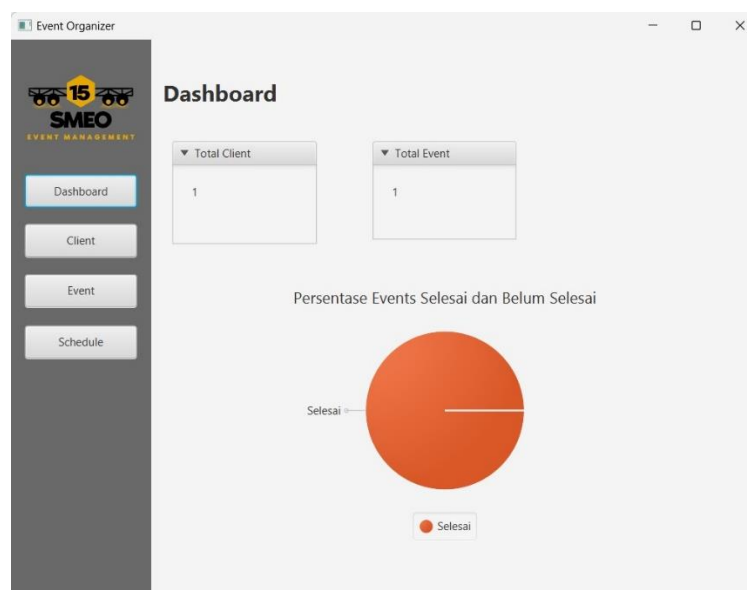 Event Organizer
15
SMEO
EVENT MANAGEMENT
Dashboard
Client
Event
Schedule
Dashboard
Total Client
1
Total Event
1
Persentase Events Selesai dan Belum Selesai
Selesai
Selesai